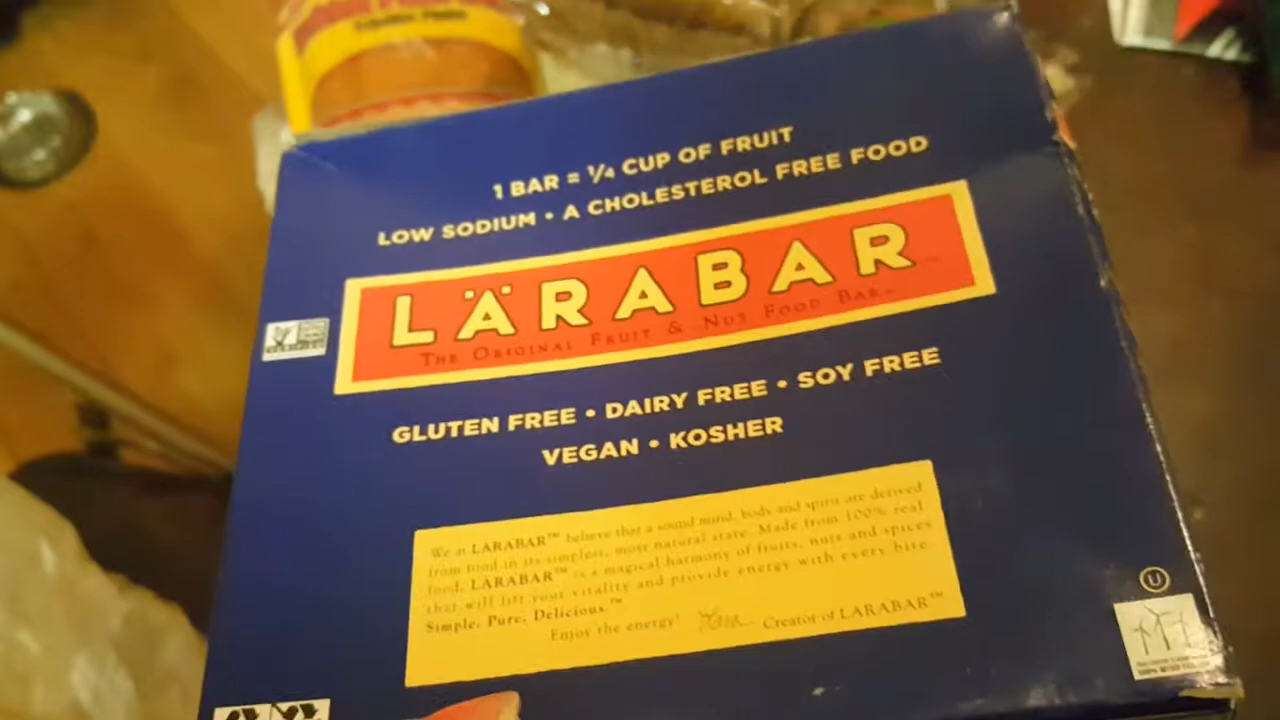 1 BAR = ¼ CUP OF FRUIT
LOW SODIUM • A CHOLESTEROL FREE FOOD
LÄRABAR
THE ORIGINAL FRUIT & NUT FOOD BAR™
GLUTEN FREE • DAIRY FREE • SOY FREE
VEGAN • KOSHER
We at LARABAR™ believe that a sound mind, body and spirit are derived
from food in its simplest, most natural state. Made from 100% real
food, LARABAR™ is a magical harmony of fruits, nuts and spices
that will lift your vitality and provide energy with every bite.
Simple. Pure. Delicious.™
Enjoy the energy! Lara Creator of LARABAR™
U